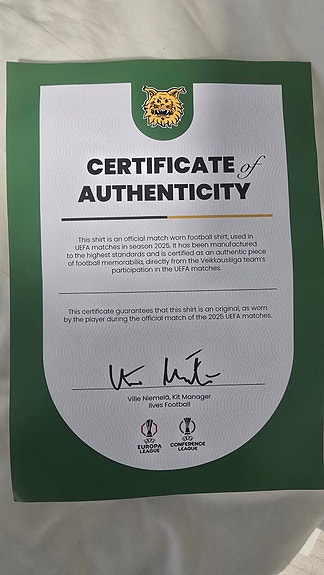 CERTIFICATE of
AUTHENTICITY
This shirt is an official match worn football shirt, used in
UEFA matches in season 2025. It has been manufactured
to the highest standards and is certified as an authentic piece
of football memorabilia, directly from the Veikkausliiga team's
participation in the UEFA matches.
This certificate guarantees that this shirt is an original, as worn
by the player during the official match of the 2025 UEFA matches.
Ville Niemelä, Kit Manager
Ilves Football
UEFA
EUROPA
LEAGUE
UEFA
CONFERENCE
LEAGUE